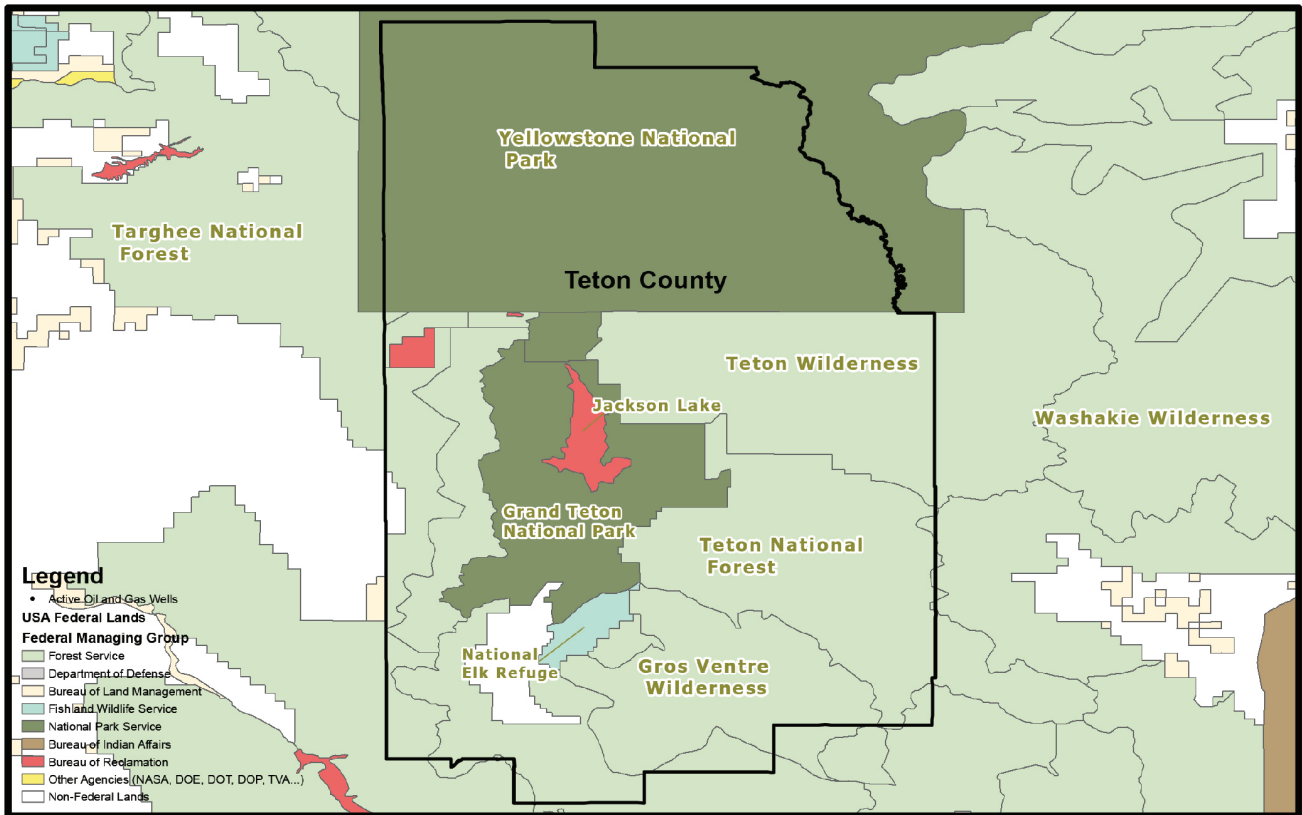 Yellowstone National
Park
Targhee National
Forest
Teton County
Teton Wilderness
Jackson Lake
Washakie Wilderness
Grand Teton
National Park
Teton National
Forest
National
Elk Refuge
Gros Ventre
Wilderness
Legend
Active Oil and Gas Wells
USA Federal Lands
Federal Managing Group
Forest Service
Department of Defense
Bureau of Land Management
Fish and Wildlife Service
National Park Service
Bureau of Indian Affairs
Bureau of Reclamation
Other Agencies (NASA, DOE, DOT, DOP, TVA...)
Non-Federal Lands